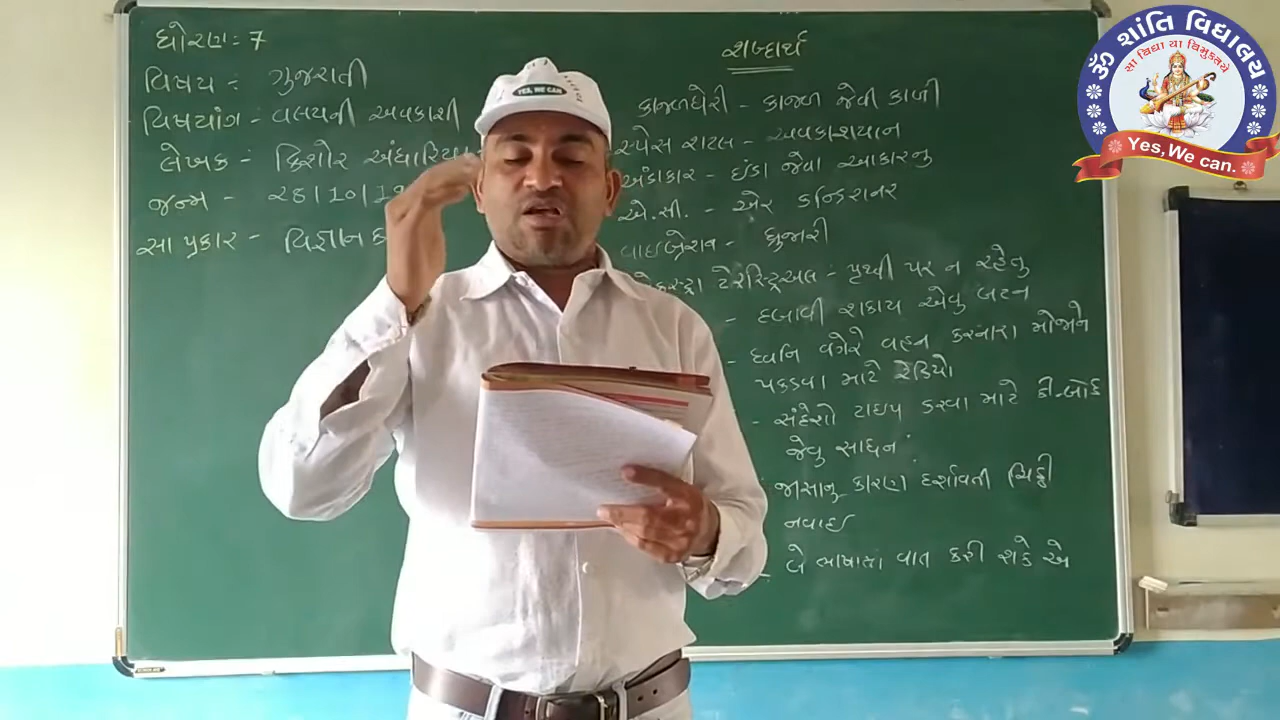 ધોરણ : 7
વિષય :- ગુજરાતી
વિષયાંગ :- વલયની અવકાશી
લેખક :- કિશોર અંધારિયા
જન્મ - ૨૪/10/19
સા પ્રકાર - વિજ્ઞાન
શબ્દાર્થ
કાજળઘેરી - કાજળ જેવી કાળી
સ્પેસ શટલ - અવકાશયાન
અંડાકાર - ઈંડા જેવા આકારનુ
એ.સી. - એર કન્ડિશનર
વાઇબ્રેશન - ધ્રુજારી
એકસ્ટ્રા ટેરેસ્ટ્રિઅલ - પૃથ્વી પર ન રહેતુ
- દબાવી શકાય એવુ બટન
- ધ્વનિ વગેરે વહન કરનારા મોજાને
પકડવા માટે રેડિયો
- સંદેશો ટાઇપ કરવા માટે કી-બોર્ડ
જેવુ સાધન
જાસાનુ કારણ દર્શાવતી ચિઠ્ઠી
નવાઈ
- બે ભાષામાં વાત કરી શકે એ
YES, WE CAN
ૐ શાંતિ વિદ્યાલય
સા વિદ્યા યા વિમુક્તયે
Yes,We can.